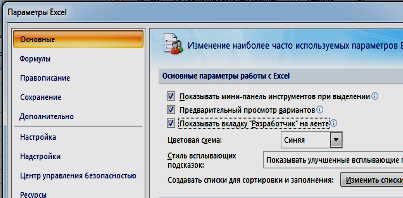 Параметры Excel
Основные
Формулы
Правописание
Сохранение
Дополнительно
Настройка
Надстройки
Центр управления безопасностью
Ресурсы
Изменение наиболее часто используемых параметров E
Основные параметры работы с Excel
Показывать мини-панель инструментов при выделении
Предварительный просмотр вариантов
Показывать вкладку "Разработчик" на ленте
Цветовая схема: Синяя
Стиль всплывающих подсказок: Показывать улучшенные всплывающие
Создавать списки для сортировки и заполнения: Изменить списки